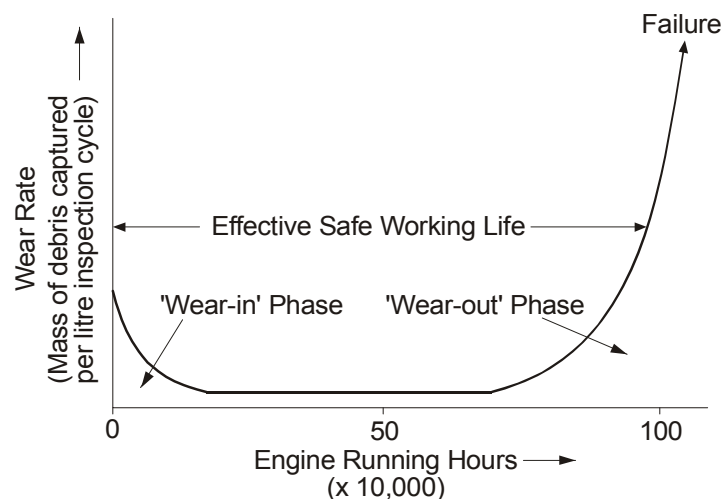 Failure
Wear Rate
(Mass of debris captured
per litre inspection cycle)
Effective Safe Working Life
'Wear-in' Phase
'Wear-out' Phase
0
50
100
Engine Running Hours
(x 10,000)